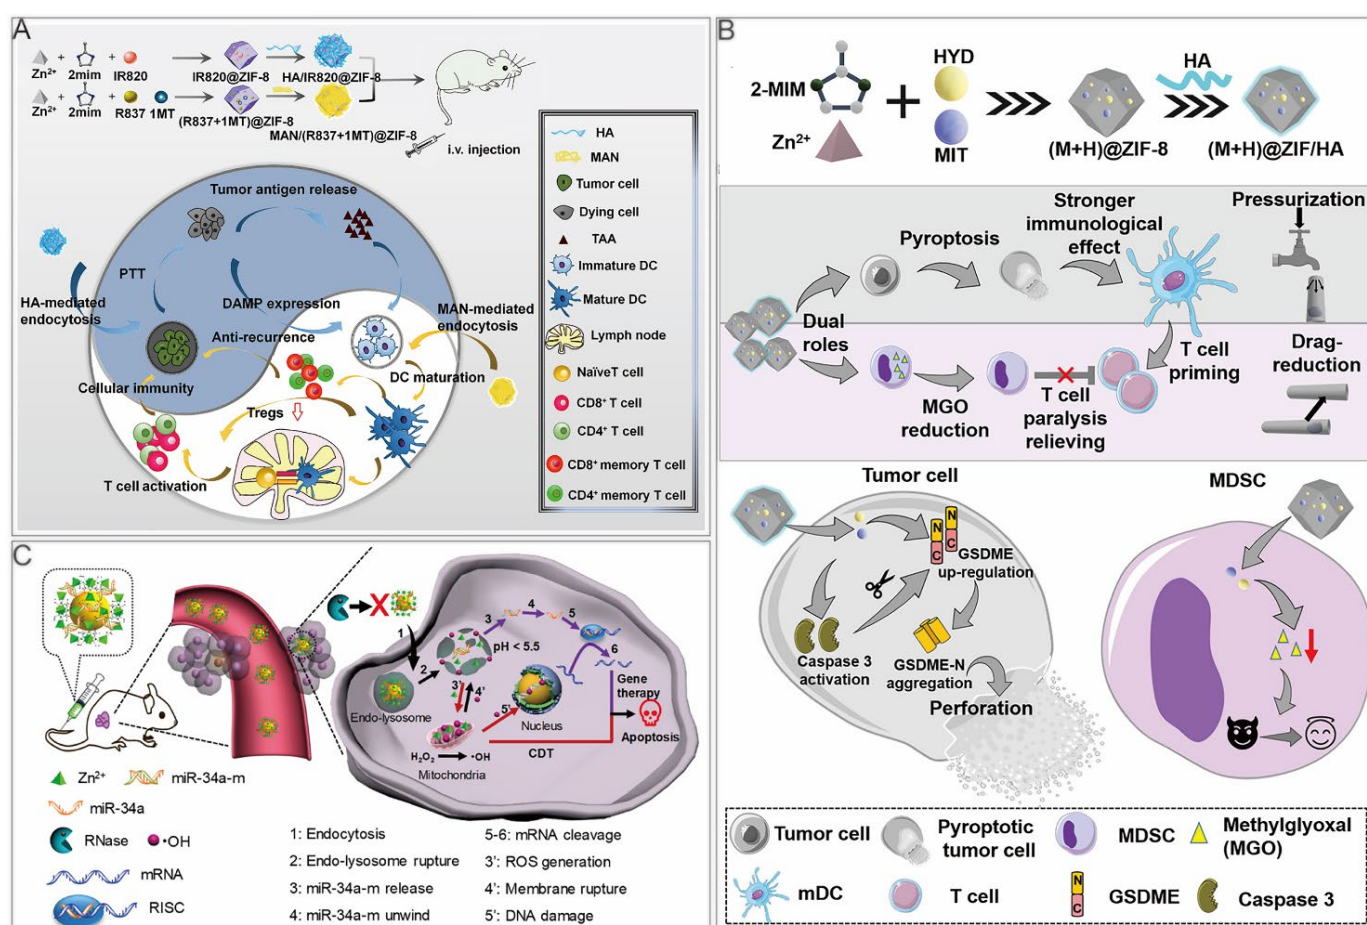 A
Zn²⁺ + 2mim + IR820
IR820@ZIF-8
HA/IR820@ZIF-8
Zn²⁺ + 2mim + R837 1MT
(R837+1MT)@ZIF-8
MAN/(R837+1MT)@ZIF-8
i.v. injection
Tumor antigen release
PTT
HA-mediated
endocytosis
DAMP expression
MAN-mediated
endocytosis
Anti-recurrence
Cellular immunity
DC maturation
Tregs
T cell activation
HA
MAN
Tumor cell
Dying cell
TAA
Immature DC
Mature DC
Lymph node
NaïveT cell
CD8⁺ T cell
CD4⁺ T cell
CD8⁺ memory T cell
CD4⁺ memory T cell
B
2-MIM
Zn²⁺
+
HYD
MIT
(M+H)@ZIF-8
HA
(M+H)@ZIF/HA
Dual
roles
Pyroptosis
Stronger
immunological
effect
Pressurization
MGO
reduction
T cell
paralysis
relieving
T cell
priming
Drag-
reduction
Tumor cell
N
C
N
C
GSDME
up-regulation
Caspase 3
activation
GSDME-N
aggregation
Perforation
MDSC
Tumor cell
Pyroptotic
tumor cell
MDSC
Methylglyoxal
(MGO)
mDC
T cell
N
C
GSDME
Caspase 3
C
1
2
3
4
5
6
pH < 5.5
3'
4'
5'
Endo-lysosome
Nucleus
Gene
therapy
Apoptosis
H₂O₂
•OH
CDT
Mitochondria
Zn²⁺
miR-34a-m
miR-34a
RNase
•OH
mRNA
RISC
1: Endocytosis
2: Endo-lysosome rupture
3: miR-34a-m release
4: miR-34a-m unwind
5-6: mRNA cleavage
3': ROS generation
4': Membrane rupture
5': DNA damage